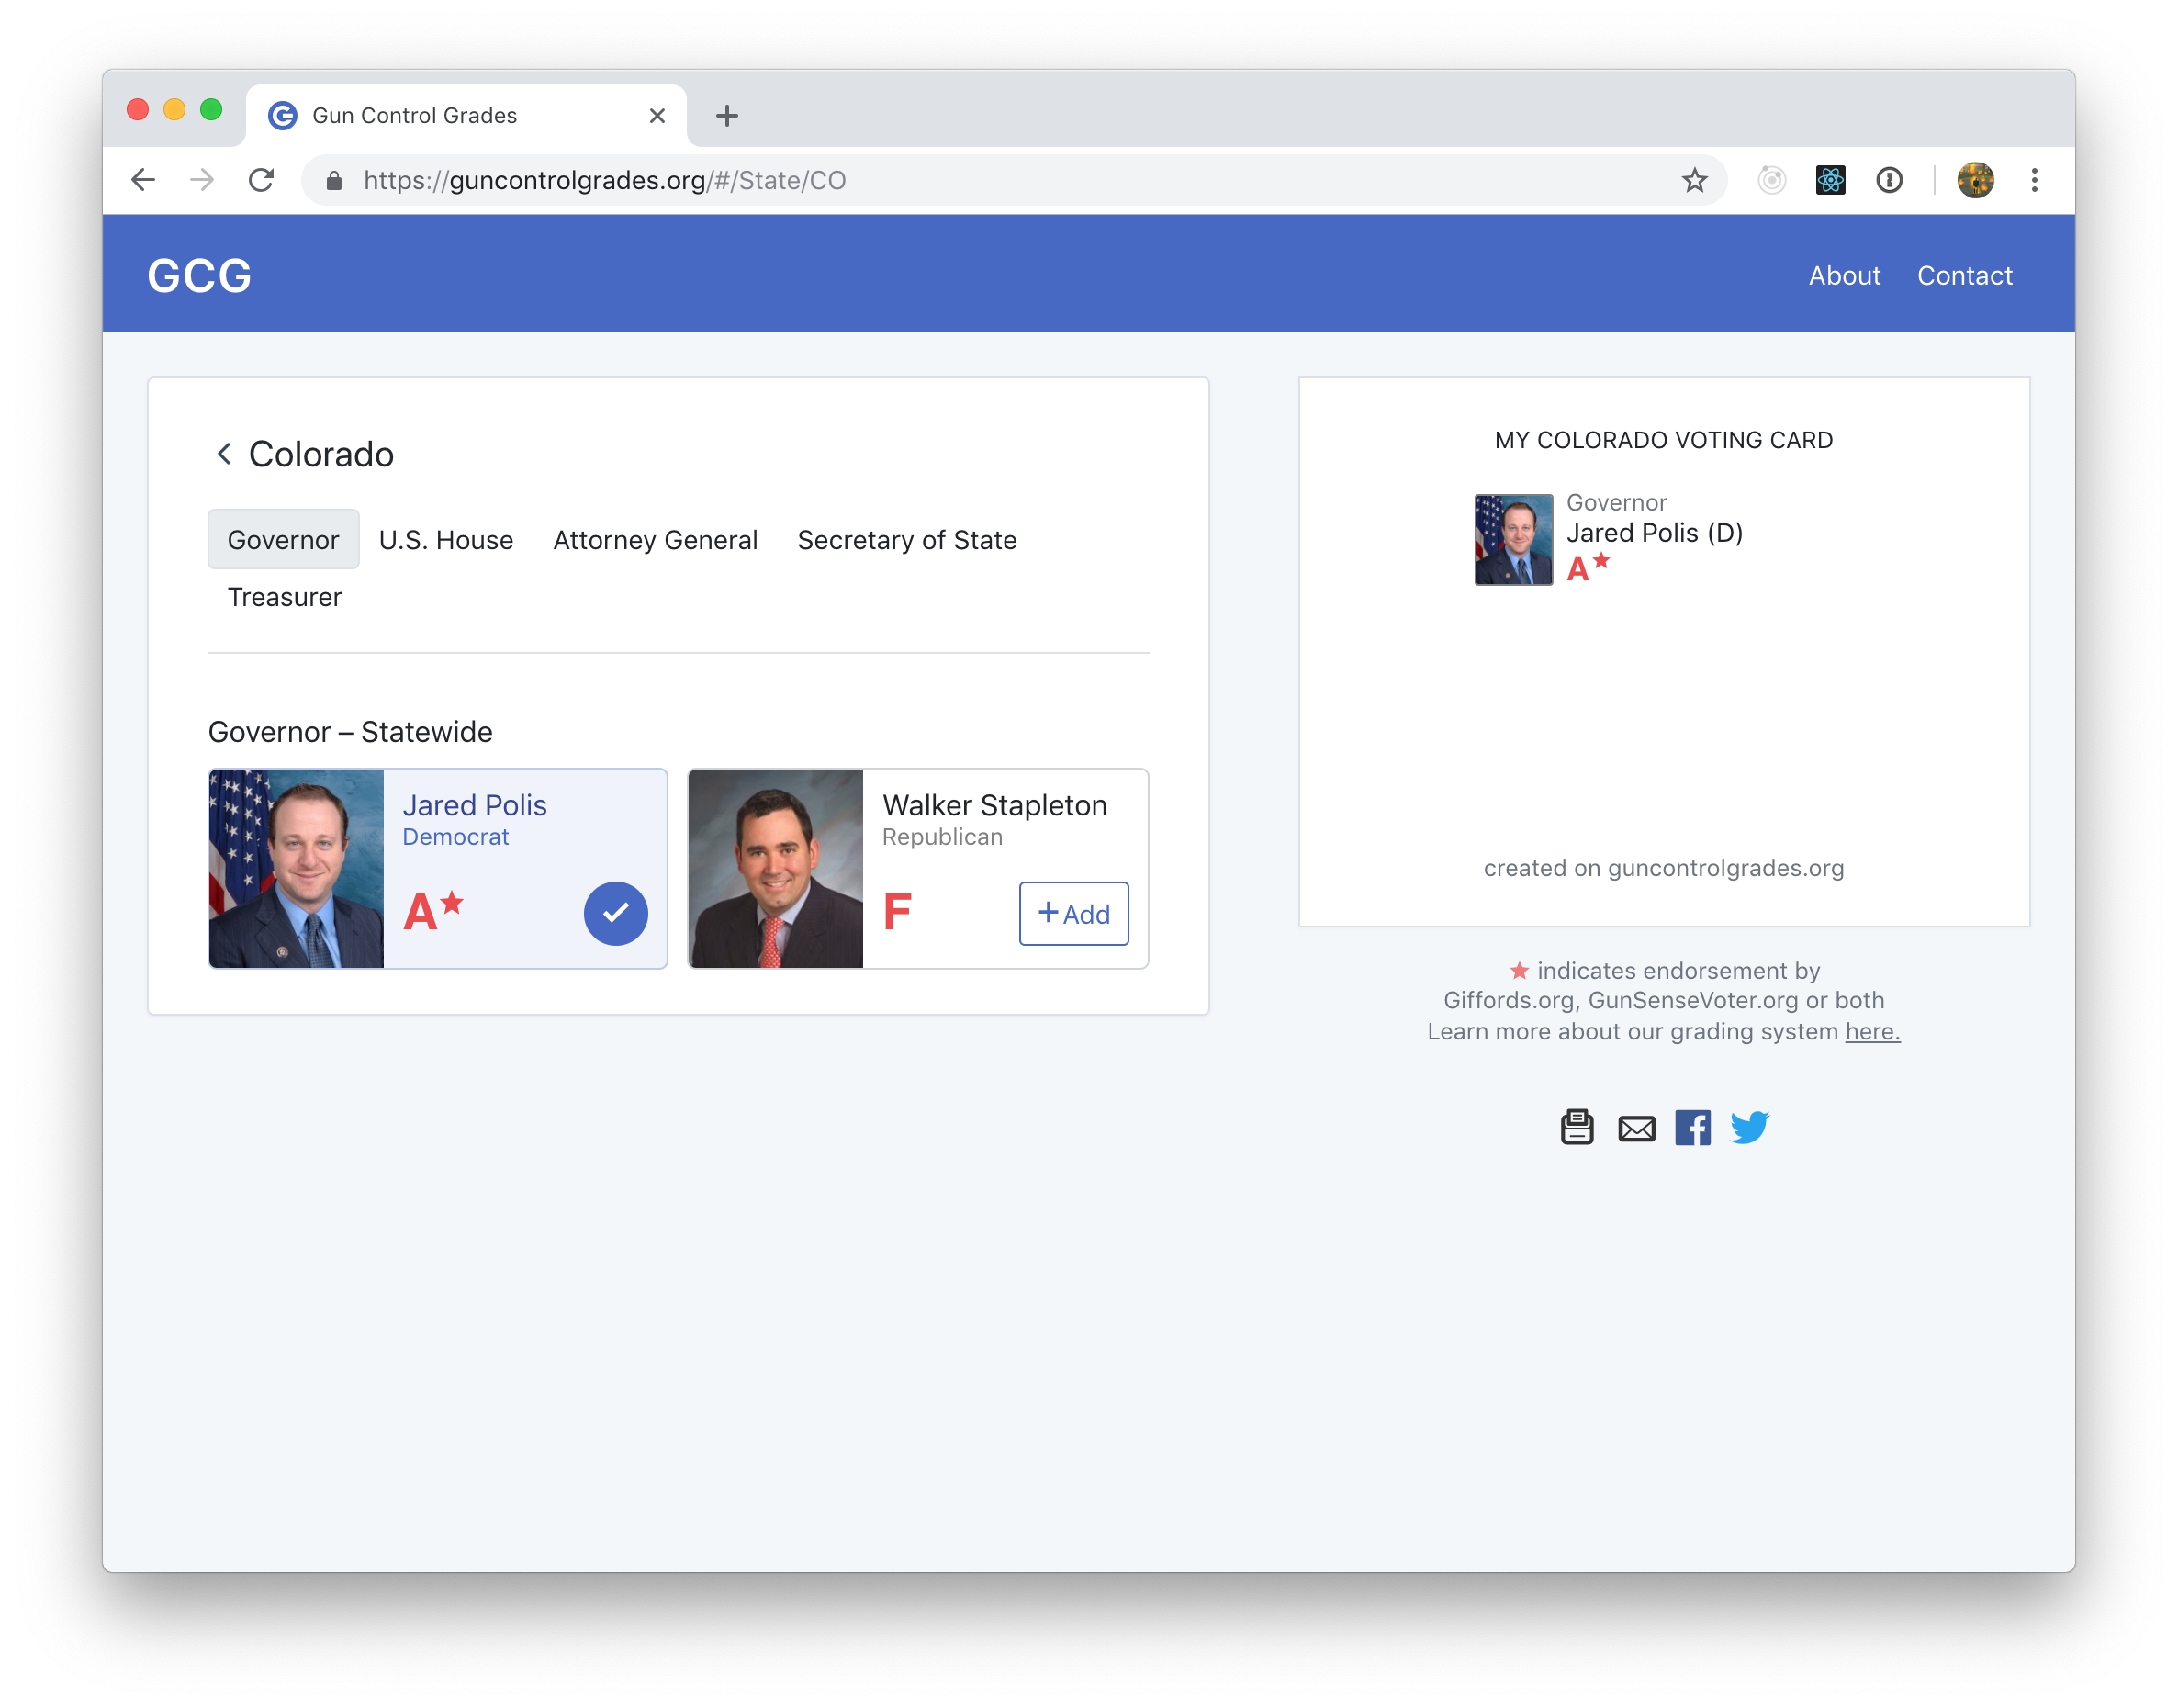 Gun Control Grades
https://guncontrolgrades.org/#/State/CO
GCG
About
Contact
Colorado
Governor
U.S. House
Attorney General
Secretary of State
Treasurer
Governor – Statewide
Jared Polis
Democrat
A
Walker Stapleton
Republican
F
+ Add
MY COLORADO VOTING CARD
Governor
Jared Polis (D)
A
created on guncontrolgrades.org
indicates endorsement by
Giffords.org, GunSenseVoter.org or both
Learn more about our grading system here.